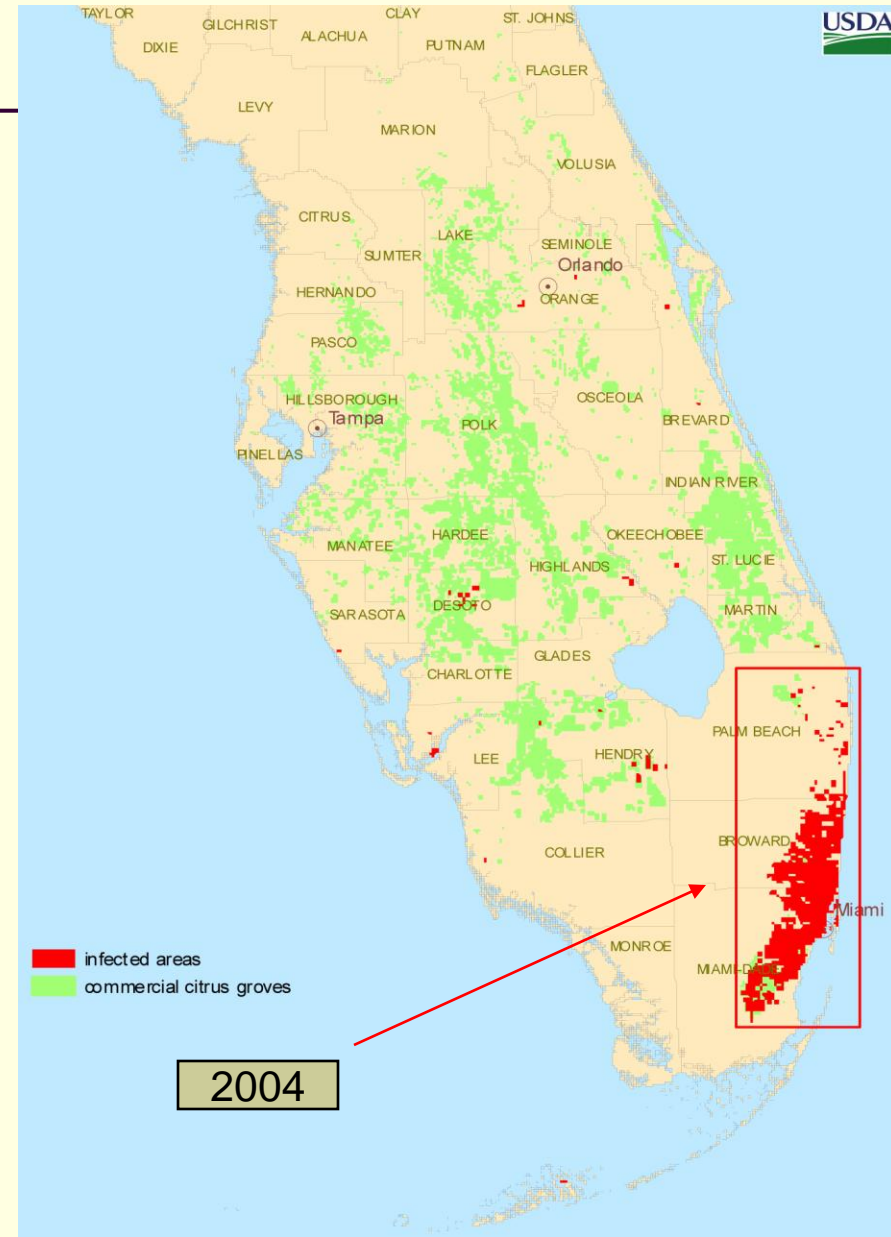 TAYLOR
CLAY
ST. JOHNS
USDA
GILCHRIST
ALACHUA
PUTNAM
DIXIE
FLAGLER
LEVY
MARION
VOLUSIA
CITRUS
LAKE
SUMTER
SEMINOLE
Orlando
HERNANDO
ORANGE
PASCO
HILLSBOROUGH
OSCEOLA
Tampa
POLK
BREVARD
PINELLAS
INDIAN RIVER
HARDEE
OKEECHOBEE
MANATEE
HIGHLANDS
ST. LUCIE
SARASOTA
DESOTO
MARTIN
GLADES
CHARLOTTE
PALM BEACH
LEE
HENDRY
BROWARD
COLLIER
Miami
MONROE
infected areas
MIAMI-DADE
commercial citrus groves
2004